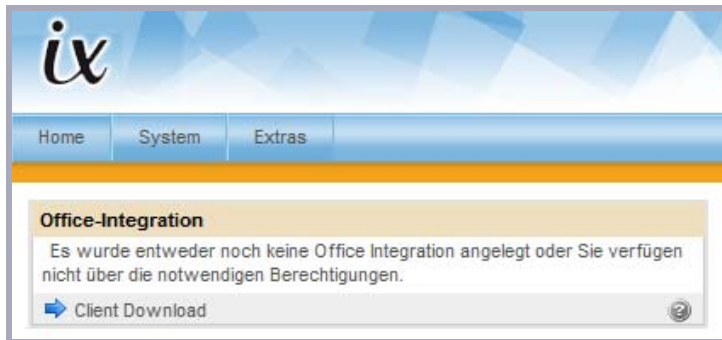 ix
Home System Extras
Office-Integration
Es wurde entweder noch keine Office Integration angelegt oder Sie verfügen
nicht über die notwendigen Berechtigungen.
Client Download